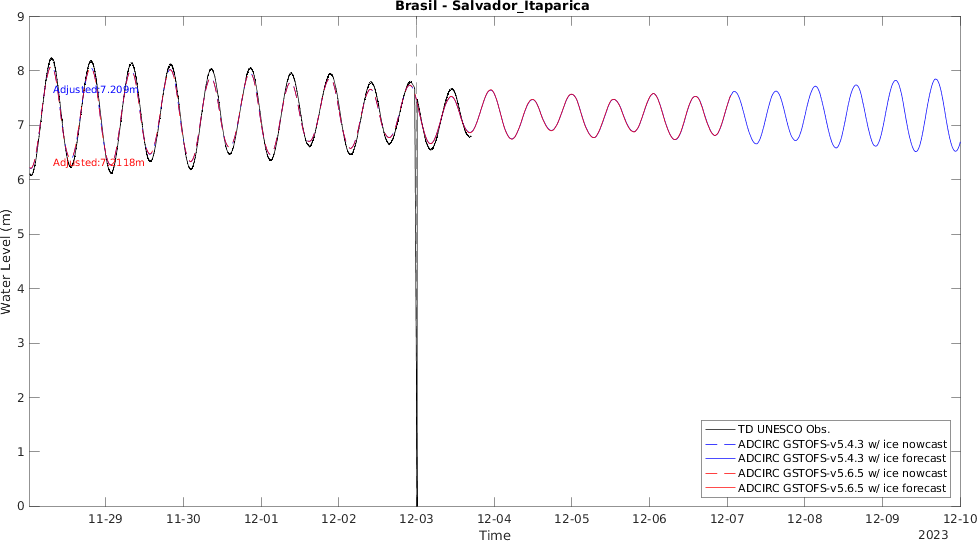 Brasil - Salvador_Itaparica
9
8
7
6
5
4
3
2
1
0
Water Level (m)
Adjusted:7.209m
Adjusted:7.2118m
TD UNESCO Obs.
ADCIRC GSTOFS-v5.4.3 w/ ice nowcast
ADCIRC GSTOFS-v5.4.3 w/ ice forecast
ADCIRC GSTOFS-v5.6.5 w/ ice nowcast
ADCIRC GSTOFS-v5.6.5 w/ ice forecast
11-29 11-30 12-01 12-02 12-03 12-04 12-05 12-06 12-07 12-08 12-09 12-10
Time
2023